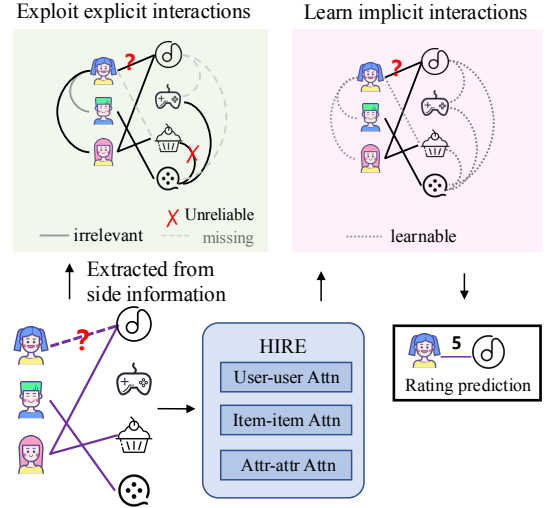 Exploit explicit interactions
Learn implicit interactions
?
?
X Unreliable
irrelevant
missing
learnable
Extracted from
side information
?
HIRE
User-user Attn
Item-item Attn
Attr-attr Attn
5
Rating prediction